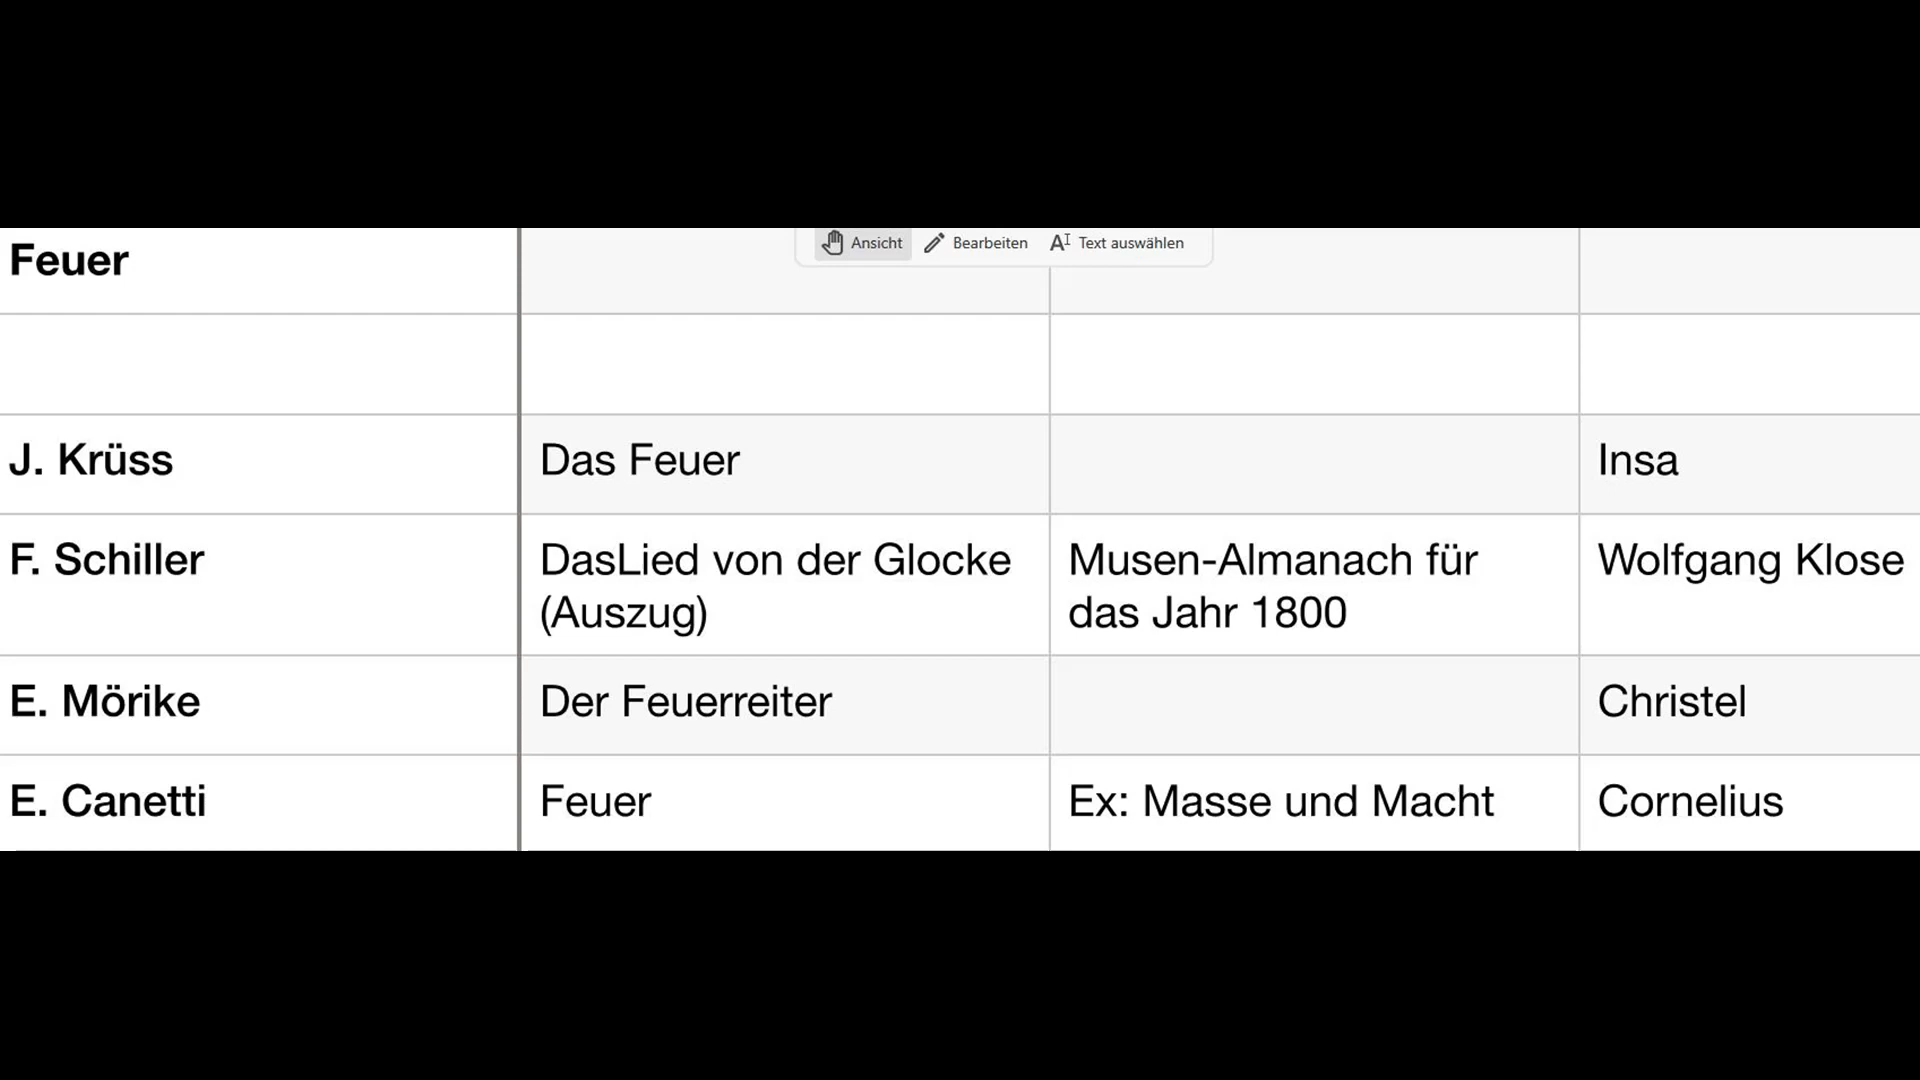 Feuer
Ansicht Bearbeiten Text auswählen
J. Krüss Das Feuer Insa
F. Schiller DasLied von der Glocke Musen-Almanach für Wolfgang Klose
(Auszug) das Jahr 1800
E. Mörike Der Feuerreiter Christel
E. Canetti Feuer Ex: Masse und Macht Cornelius